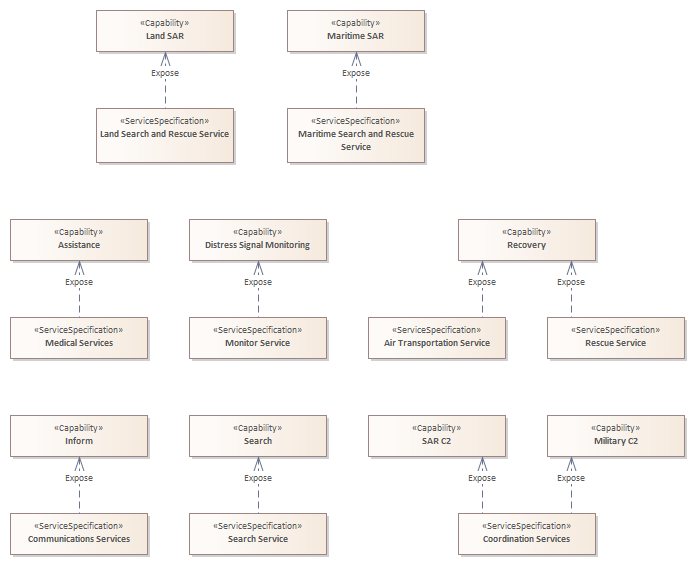 «Capability»
Land SAR
«Capability»
Maritime SAR
Expose
Expose
«ServiceSpecification»
Land Search and Rescue Service
«ServiceSpecification»
Maritime Search and Rescue
Service
«Capability»
Assistance
«Capability»
Distress Signal Monitoring
«Capability»
Recovery
Expose
Expose
Expose
Expose
«ServiceSpecification»
Medical Services
«ServiceSpecification»
Monitor Service
«ServiceSpecification»
Air Transportation Service
«ServiceSpecification»
Rescue Service
«Capability»
Inform
«Capability»
Search
«Capability»
SAR C2
«Capability»
Military C2
Expose
Expose
Expose
Expose
«ServiceSpecification»
Communications Services
«ServiceSpecification»
Search Service
«ServiceSpecification»
Coordination Services